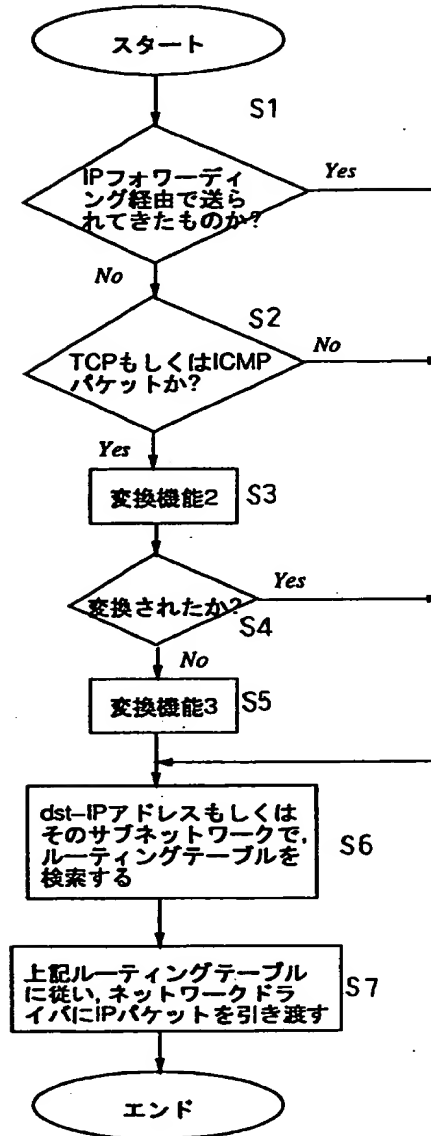 スタート
S1
IPフォワーディ
ング経由で送ら
れてきたものか?
Yes
No
S2
TCPもしくはICMP
パケットか?
No
Yes
変換機能2
S3
変換されたか?
Yes
S4
No
変換機能3
S5
dst-IPアドレスもしくは
そのサブネットワークで,
ルーティングテーブルを
検索する
S6
上記ルーティングテーブル
に従い,ネットワークドラ
イバにIPパケットを引き渡す
S7
エンド